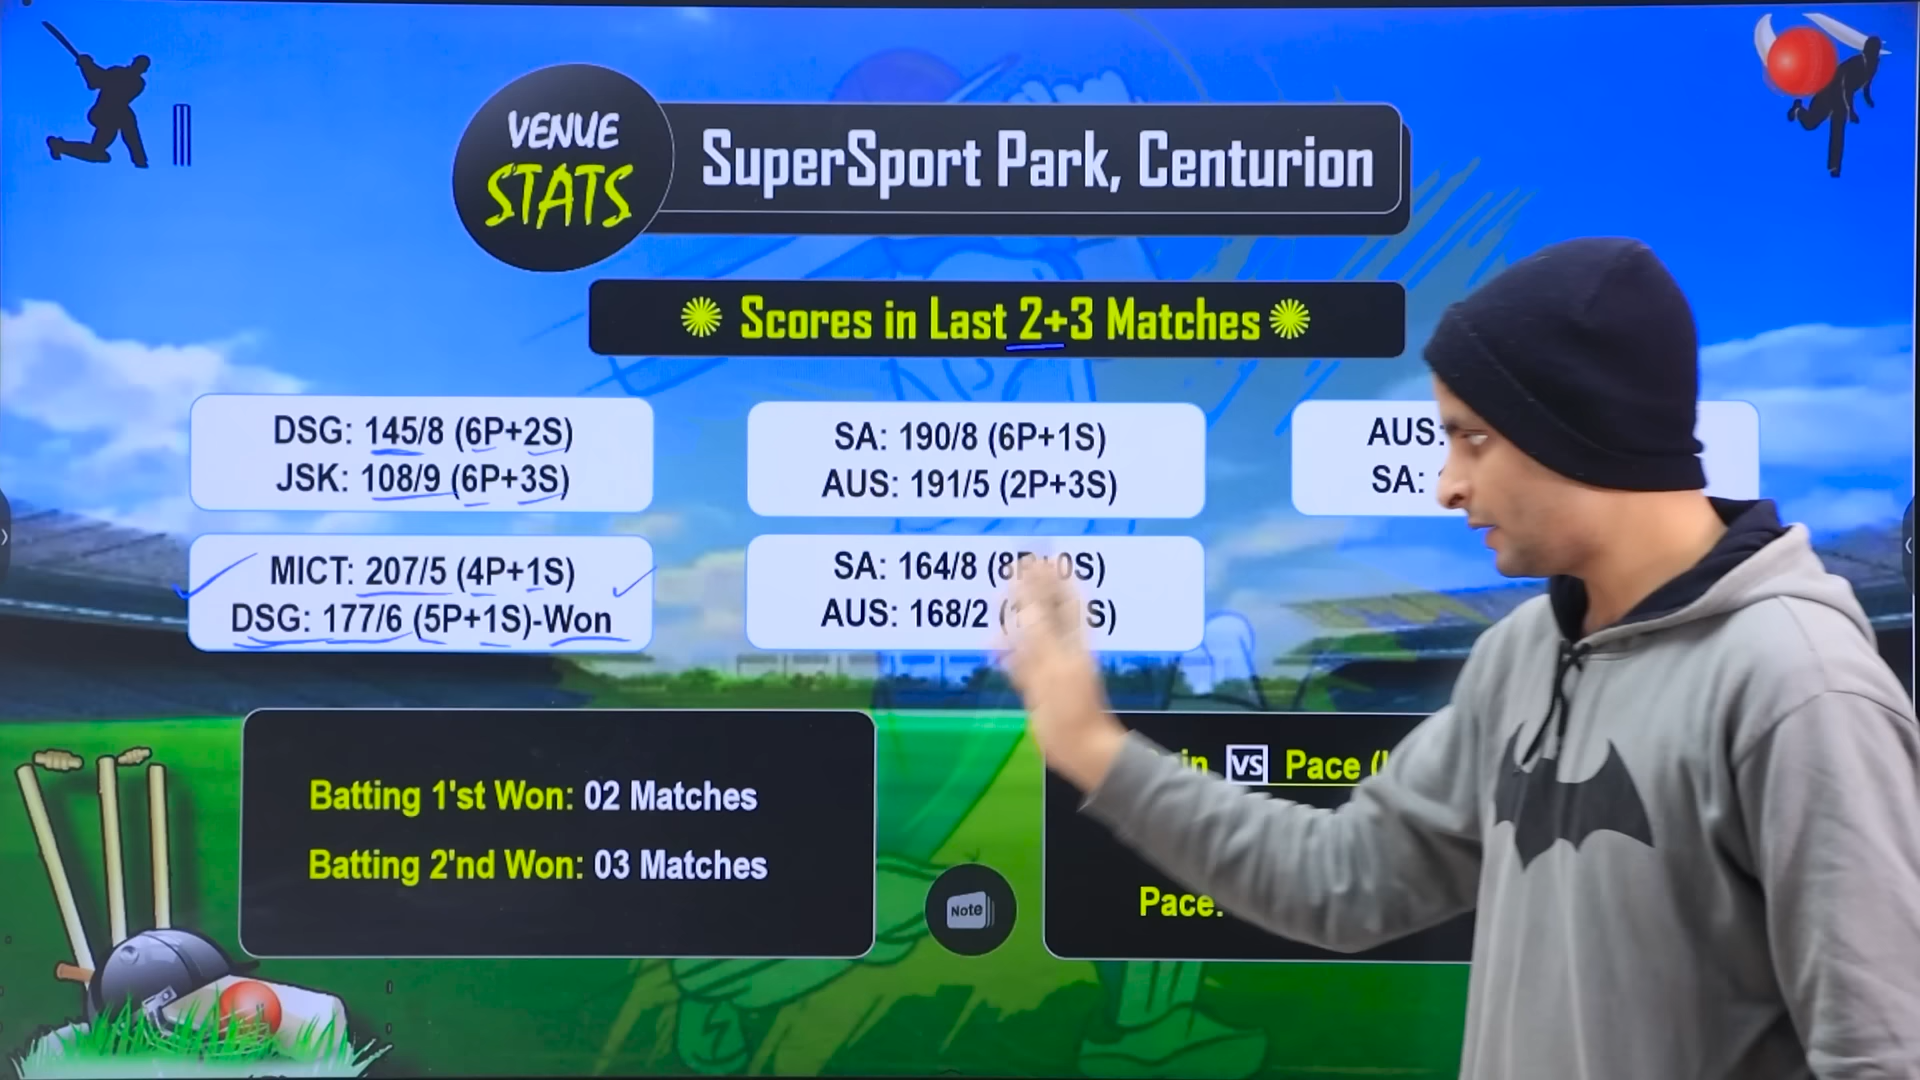 VENUE
STATS
SuperSport Park, Centurion
Scores in Last 2+3 Matches
DSG: 145/8 (6P+2S)
JSK: 108/9 (6P+3S)
SA: 190/8 (6P+1S)
AUS: 191/5 (2P+3S)
AUS:
SA:
MICT: 207/5 (4P+1S)
DSG: 177/6 (5P+1S)-Won
SA: 164/8 (8P+0S)
AUS: 168/2 S)
Batting 1'st Won: 02 Matches
Batting 2'nd Won: 03 Matches
Note
VS Pace
Pace: